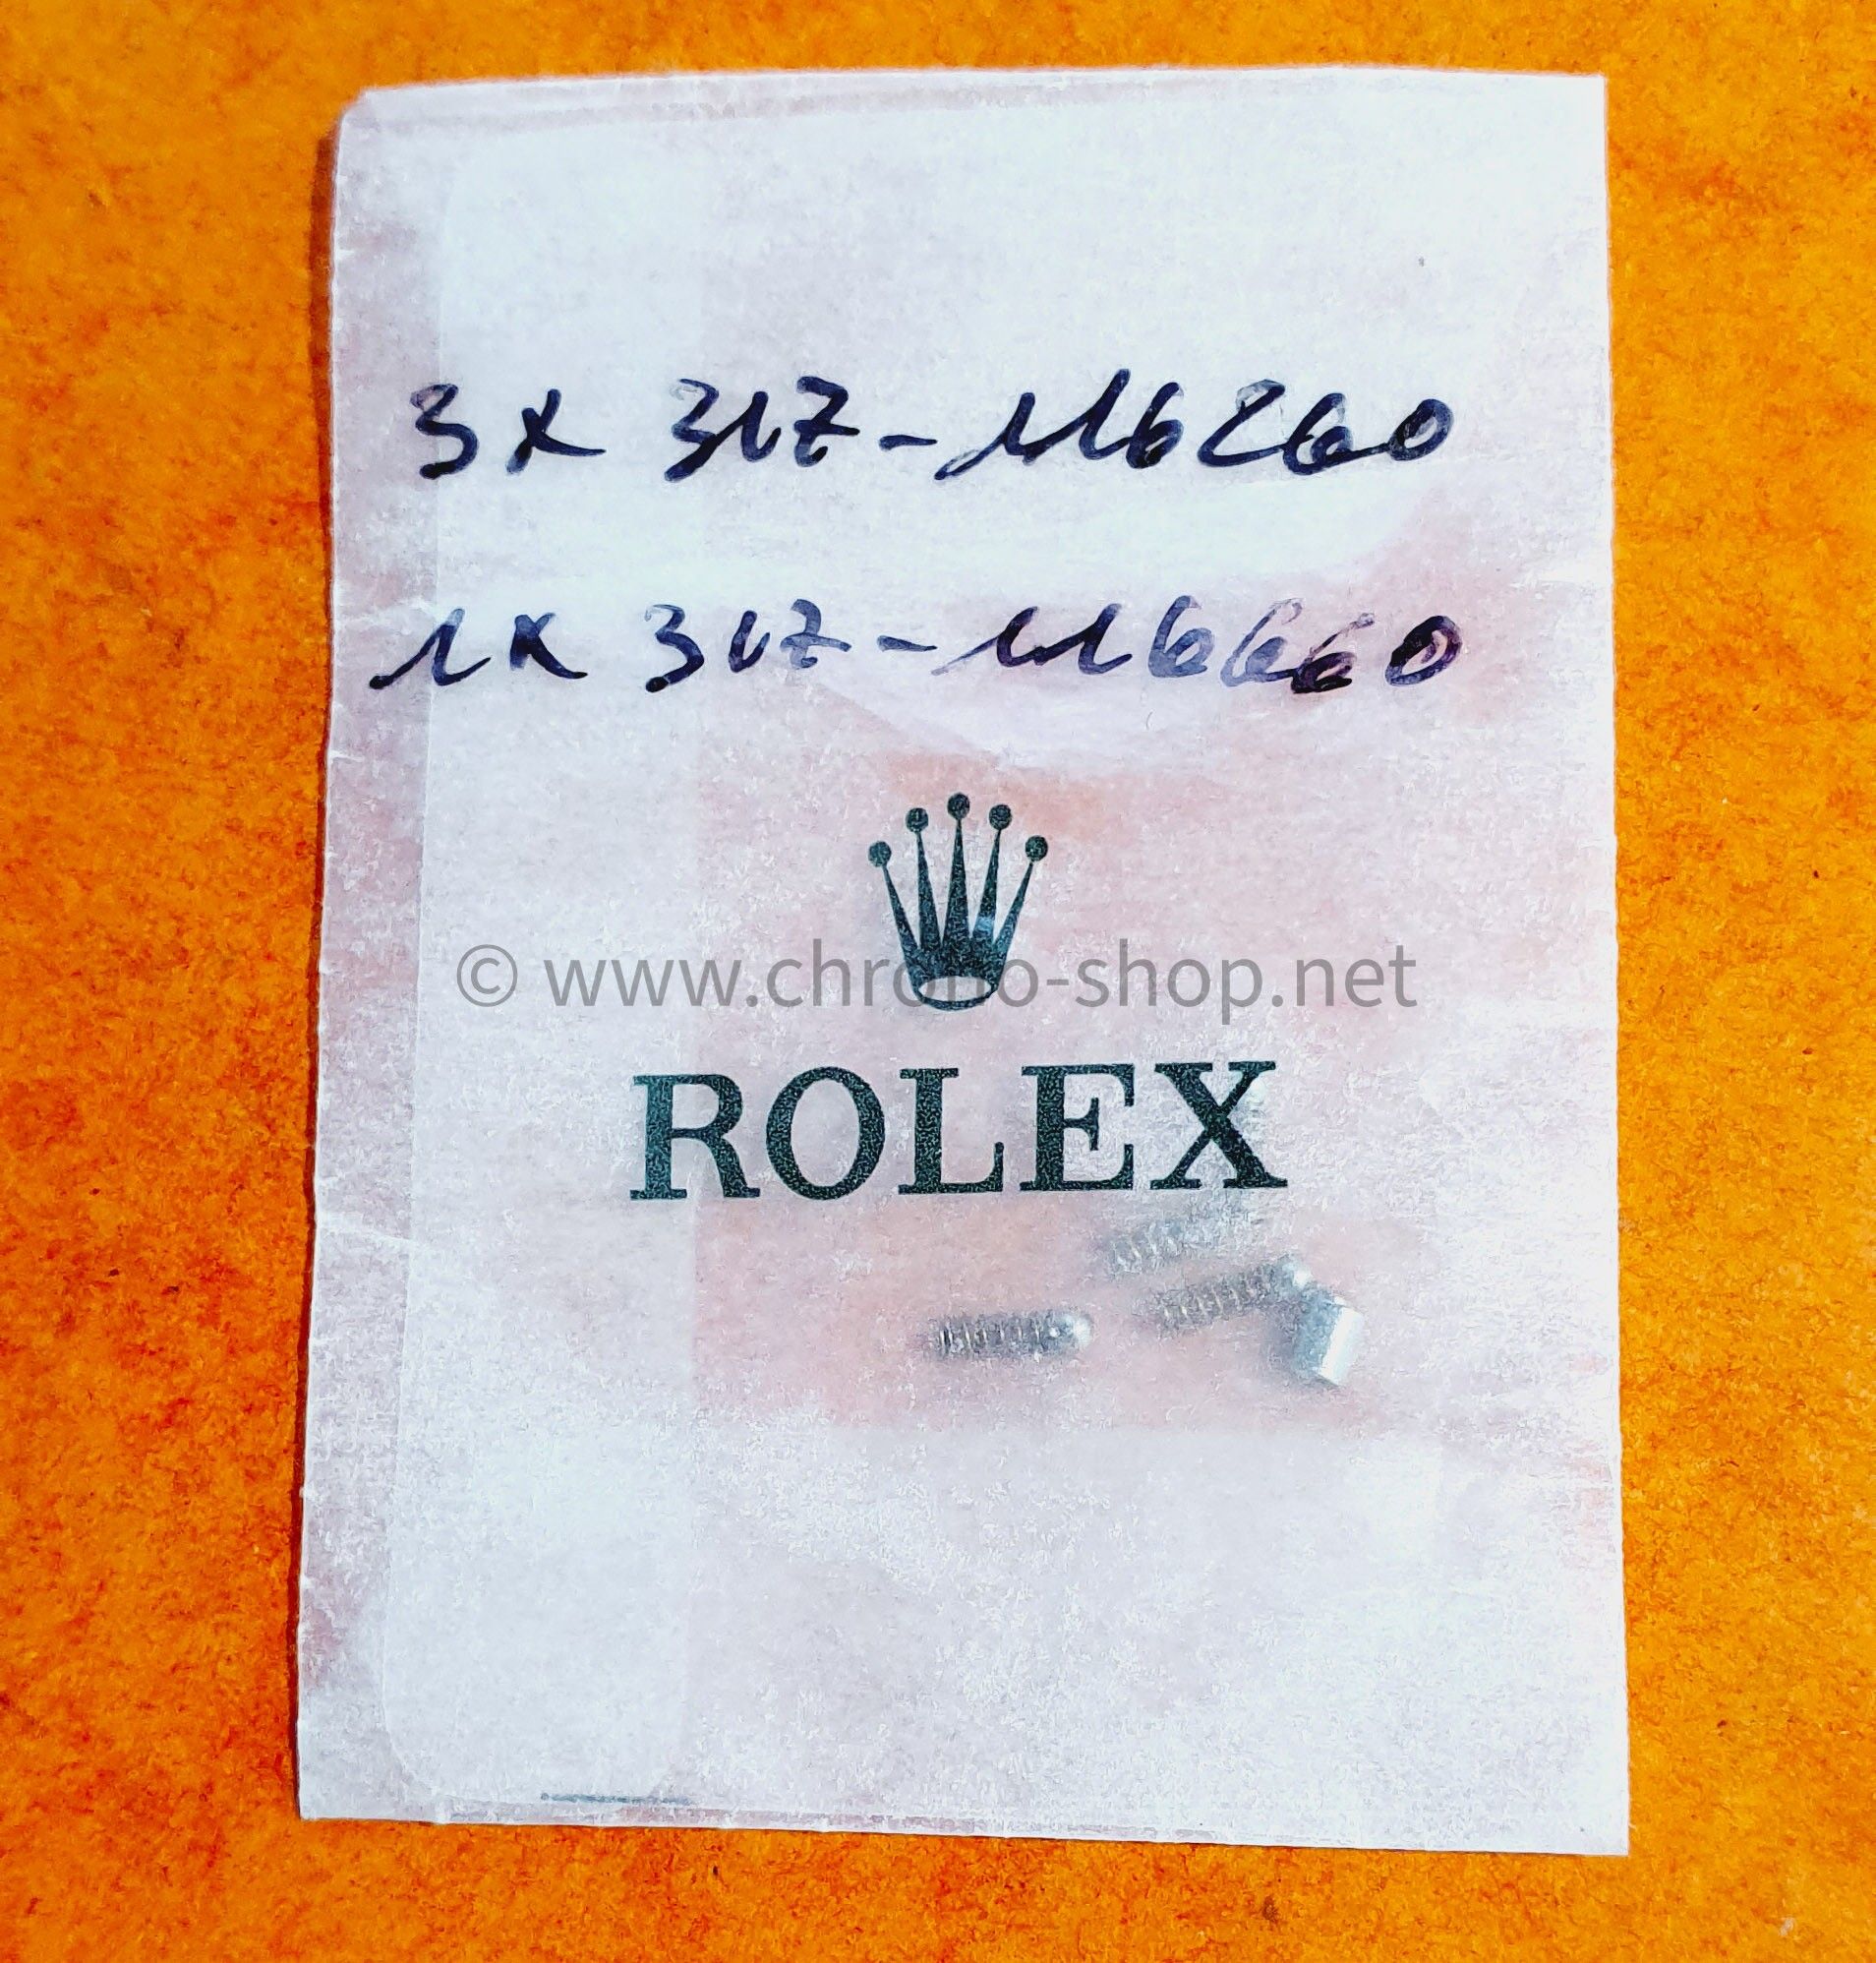 3x 317-116260
1x 317-116660
© www.chrono-shop.net
ROLEX